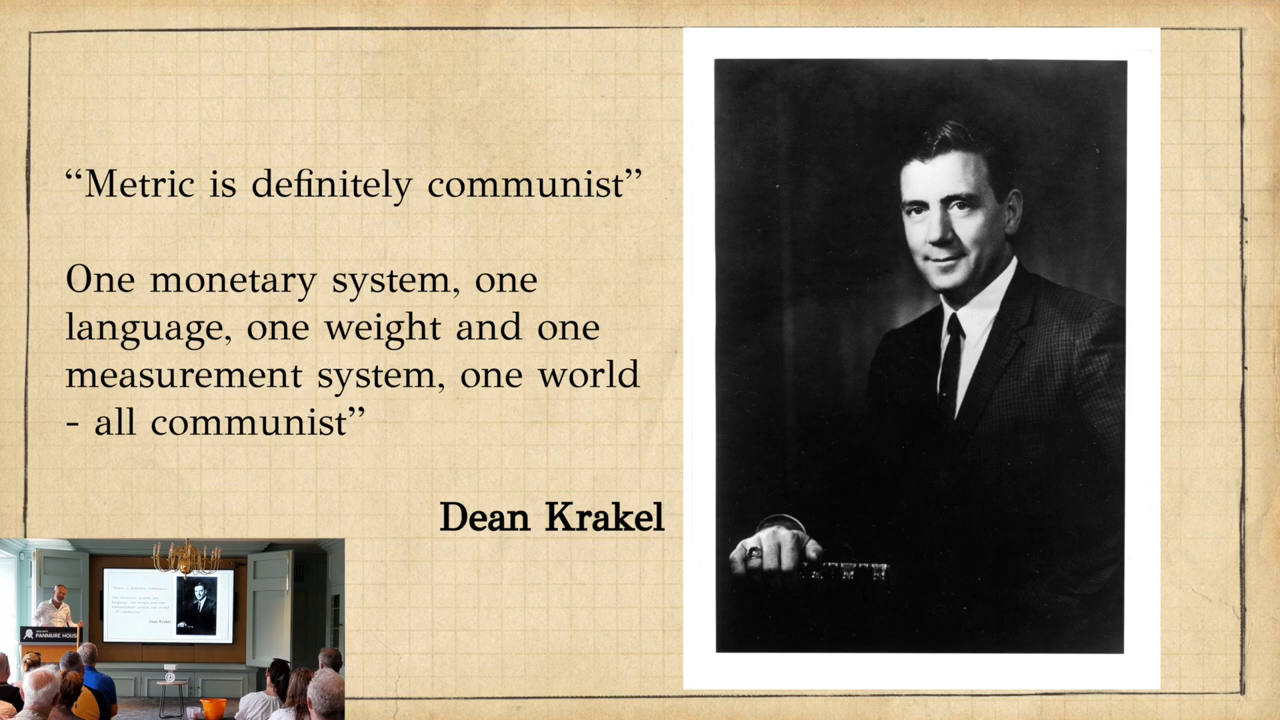 “Metric is definitely communist”
One monetary system, one
language, one weight and one
measurement system, one world
- all communist”
Dean Krakel
PANMURE HOUS